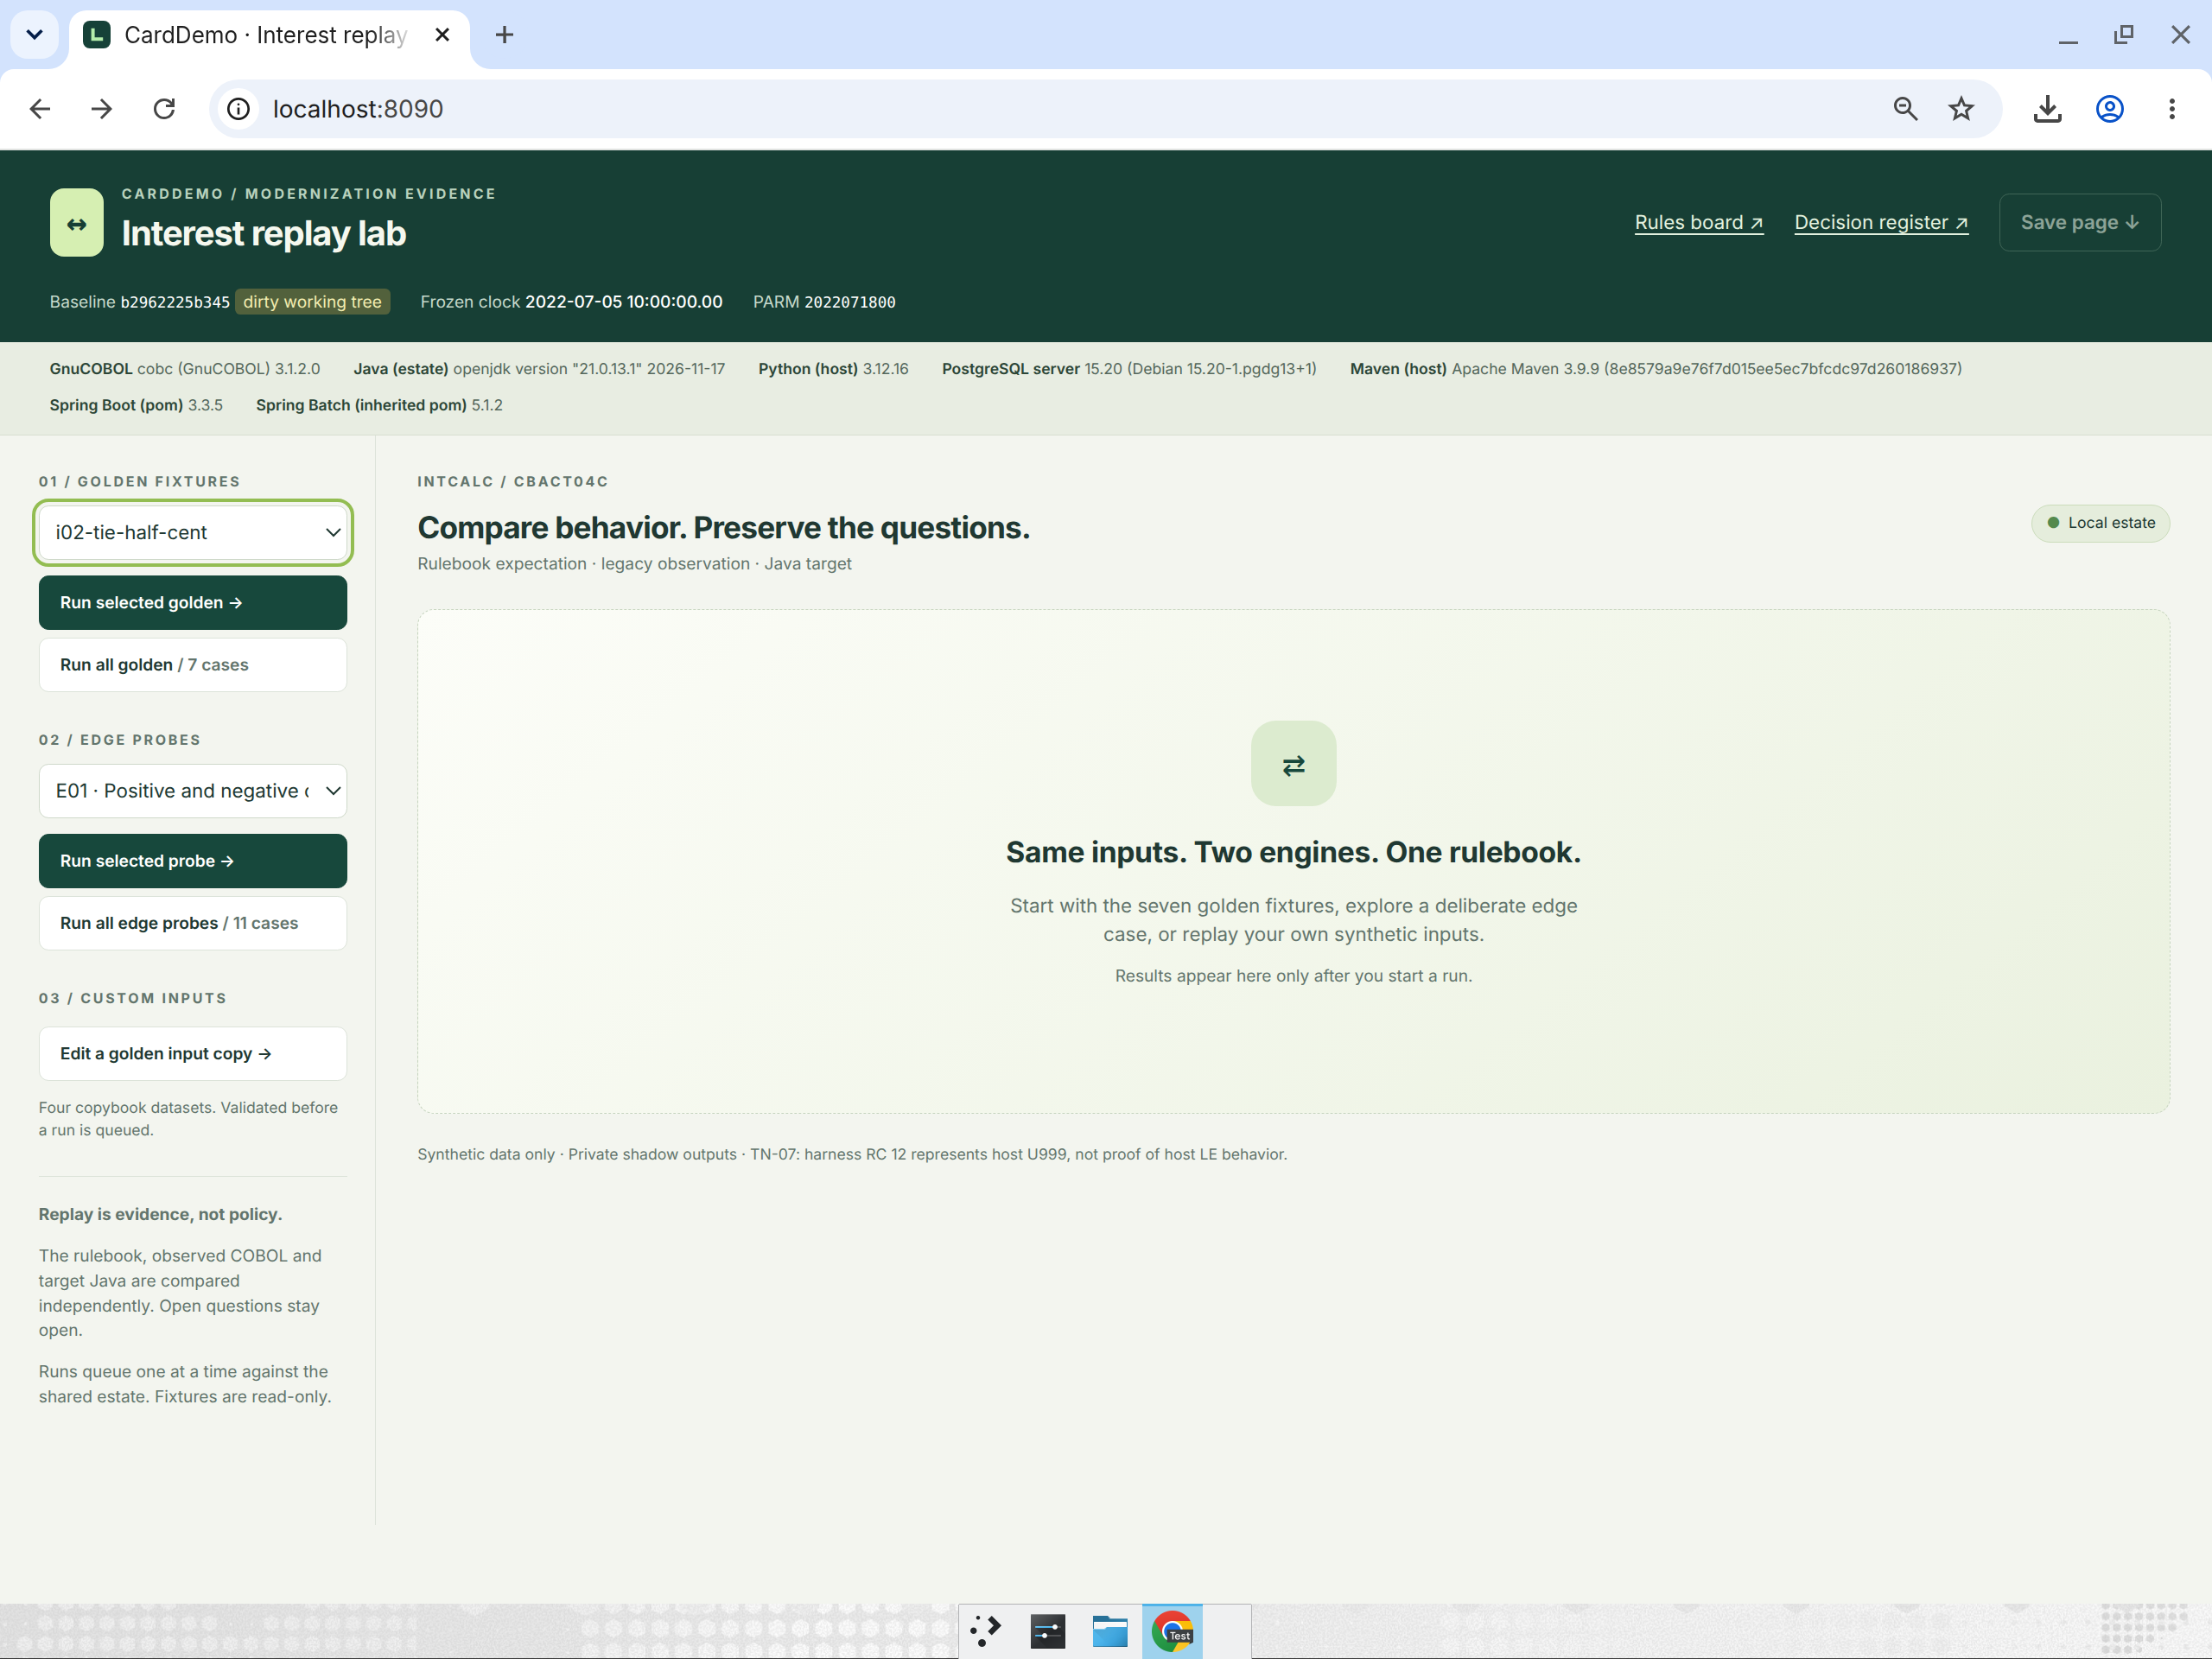 CardDemo · Interest replay
localhost:8090
CARDDEMO / MODERNIZATION EVIDENCE
Interest replay lab
Rules board ↗ Decision register ↗ Save page ↓
Baseline b2962225b345 dirty working tree Frozen clock 2022-07-05 10:00:00.00 PARM 2022071800
GnuCOBOL cobc (GnuCOBOL) 3.1.2.0 Java (estate) openjdk version "21.0.13.1" 2026-11-17 Python (host) 3.12.16 PostgreSQL server 15.20 (Debian 15.20-1.pgdg13+1) Maven (host) Apache Maven 3.9.9 (8e8579a9e76f7d015ee5ec7bfcdc97d260186937)
Spring Boot (pom) 3.3.5 Spring Batch (inherited pom) 5.1.2
01 / GOLDEN FIXTURES
i02-tie-half-cent
Run selected golden →
Run all golden / 7 cases
02 / EDGE PROBES
E01 · Positive and negative
Run selected probe →
Run all edge probes / 11 cases
03 / CUSTOM INPUTS
Edit a golden input copy →
Four copybook datasets. Validated before
a run is queued.
Replay is evidence, not policy.
The rulebook, observed COBOL and
target Java are compared
independently. Open questions stay
open.
Runs queue one at a time against the
shared estate. Fixtures are read-only.
INTCALC / CBACT04C
Compare behavior. Preserve the questions.
Local estate
Rulebook expectation · legacy observation · Java target
Same inputs. Two engines. One rulebook.
Start with the seven golden fixtures, explore a deliberate edge
case, or replay your own synthetic inputs.
Results appear here only after you start a run.
Synthetic data only · Private shadow outputs · TN-07: harness RC 12 represents host U999, not proof of host LE behavior.
Test